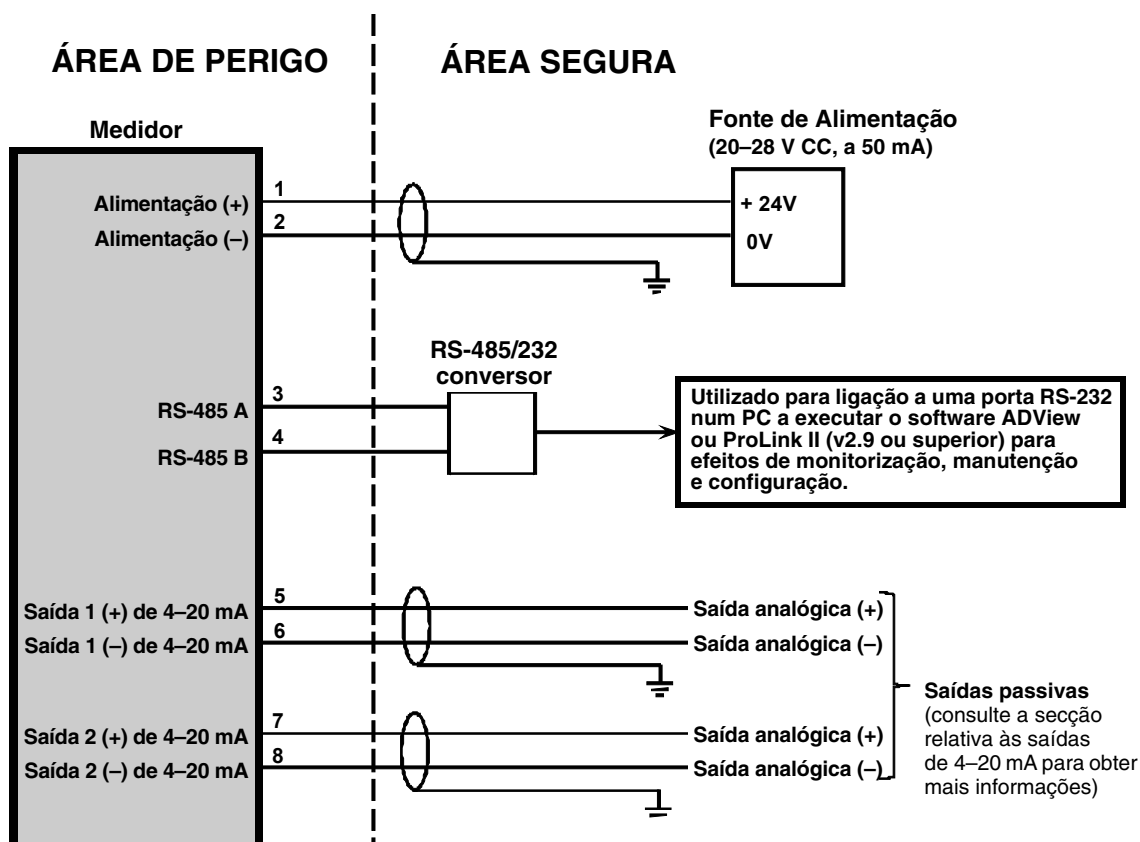 ÁREA DE PERIGO
ÁREA SEGURA
Medidor
Fonte de Alimentação
(20–28 V CC, a 50 mA)
Alimentação (+)
1
+ 24V
Alimentação (–)
2
0V
RS-485/232
conversor
RS-485 A
3
RS-485 B
4
Utilizado para ligação a uma porta RS-232
num PC a executar o software ADView
ou ProLink II (v2.9 ou superior) para
efeitos de monitorização, manutenção
e configuração.
Saída 1 (+) de 4–20 mA
5
Saída analógica (+)
Saída 1 (–) de 4–20 mA
6
Saída analógica (–)
Saída 2 (+) de 4–20 mA
7
Saída analógica (+)
Saída 2 (–) de 4–20 mA
8
Saída analógica (–)
Saídas passivas
(consulte a secção
relativa às saídas
de 4–20 mA para obter
mais informações)